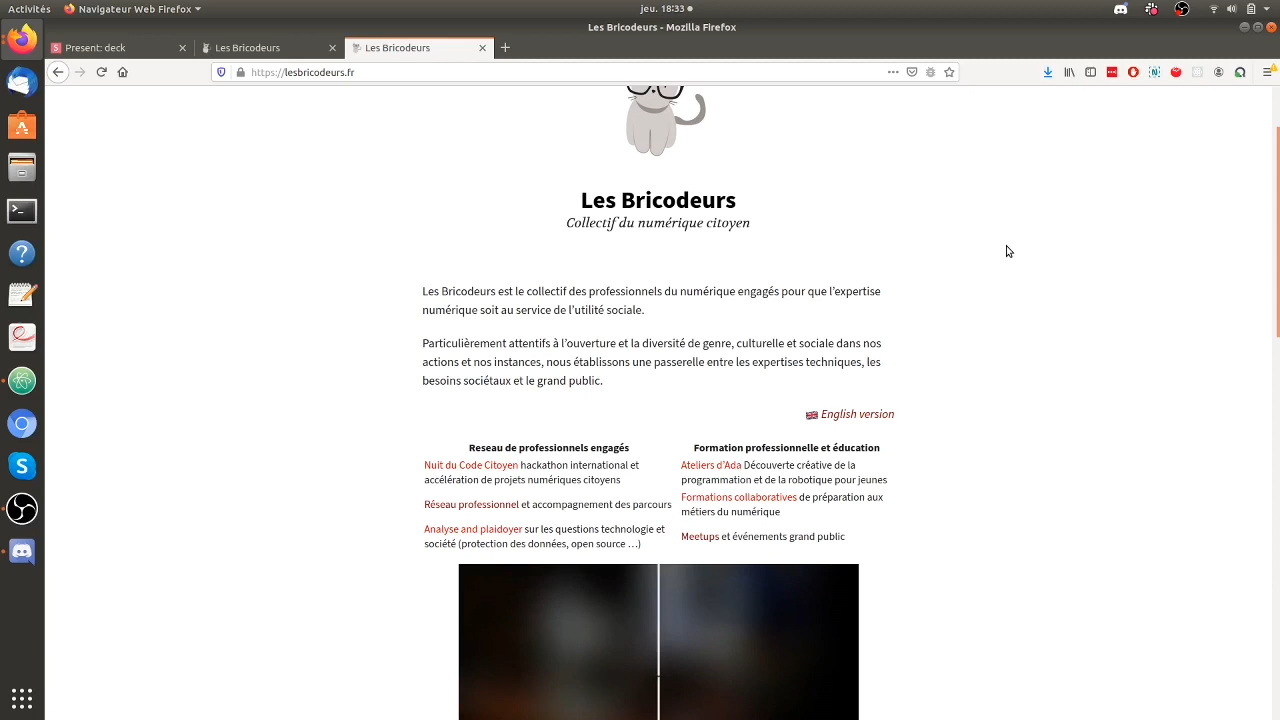 Activités
Navigateur Web Firefox
jeu. 18:33
Les Bricodeurs - Mozilla Firefox
Present: deck
Les Bricodeurs
Les Bricodeurs
https://lesbricodeurs.fr
Les Bricodeurs
Collectif du numérique citoyen
Les Bricodeurs est le collectif des professionnels du numérique engagés pour que l’expertise
numérique soit au service de l’utilité sociale.
Particulièrement attentifs à l’ouverture et la diversité de genre, culturelle et sociale dans nos
actions et nos instances, nous établissons une passerelle entre les expertises techniques, les
besoins sociétaux et le grand public.
English version
Reseau de professionnels engagés
Nuit du Code Citoyen hackathon international et
accélération de projets numériques citoyens
Réseau professionnel et accompagnement des parcours
Analyse and plaidoyer sur les questions technologie et
société (protection des données, open source …)
Formation professionnelle et éducation
Ateliers d’Ada Découverte créative de la
programmation et de la robotique pour jeunes
Formations collaboratives de préparation aux
métiers du numérique
Meetups et événements grand public